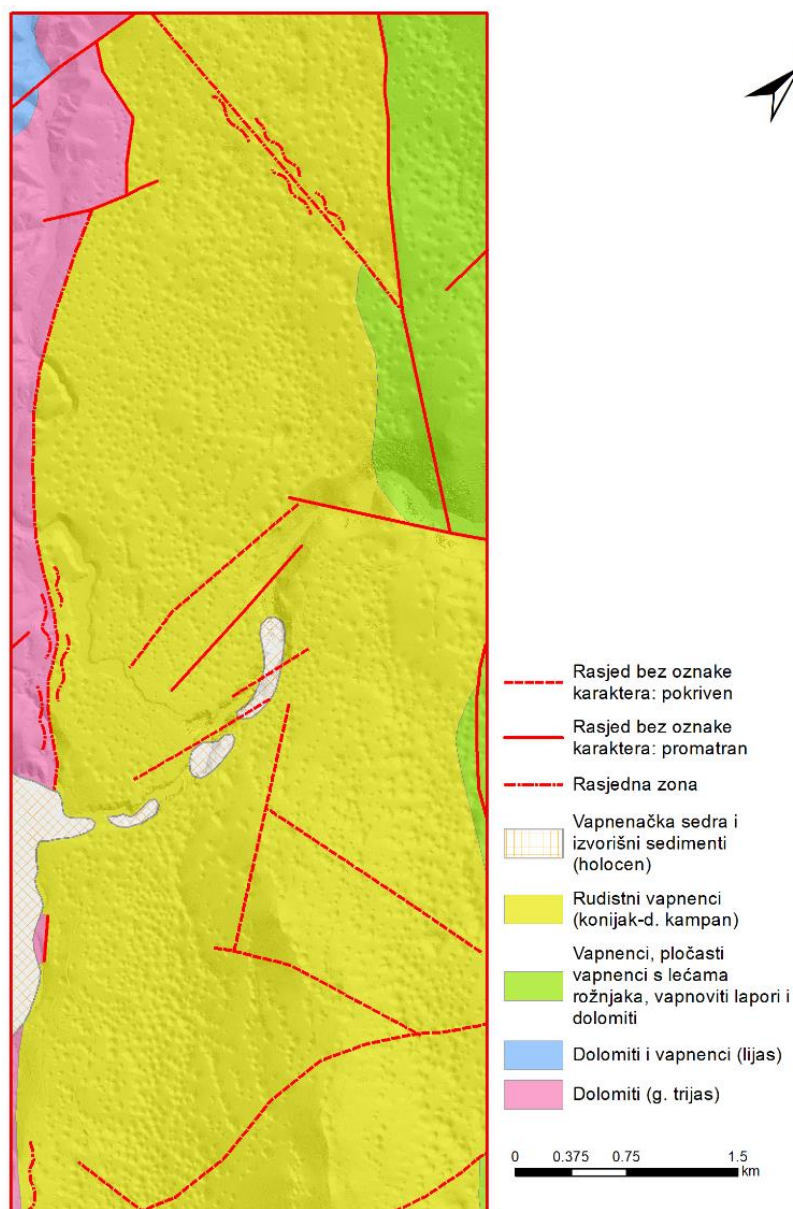 Rasjed bez oznake
karaktera: pokriven
Rasjed bez oznake
karaktera: promatran
Rasjedna zona
Vapnenačka sedra i
izvorišni sedimenti
(holocen)
Rudistni vapnenci
(konijak-d. kampan)
Vapnenci, pločasti
vapnenci s lećama
rožnjaka, vapnoviti lapori i
dolomiti
Dolomiti i vapnenci (lijas)
Dolomiti (g. trijas)
0 0.375 0.75 1.5
km